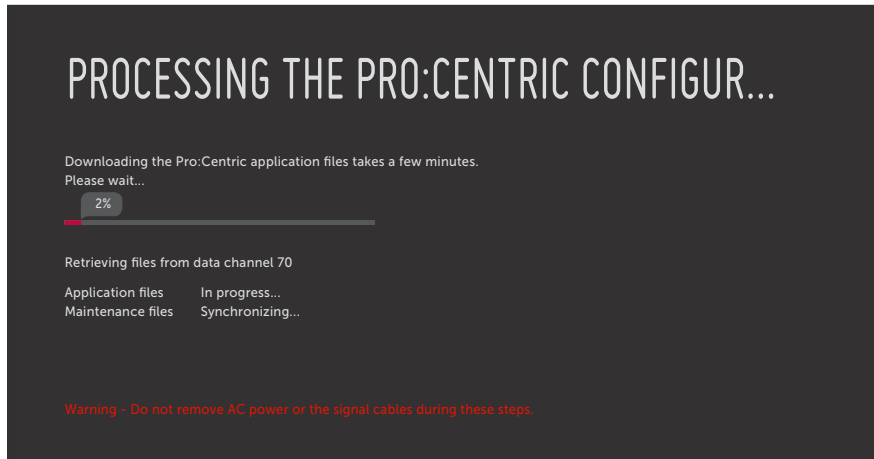 PROCESSING THE PRO:CENTRIC CONFIGUR...
Downloading the Pro:Centric application files takes a few minutes.
Please wait...
2%
Retrieving files from data channel 70
Application files In progress...
Maintenance files Synchronizing...
Warning - Do not remove AC power or the signal cables during these steps.